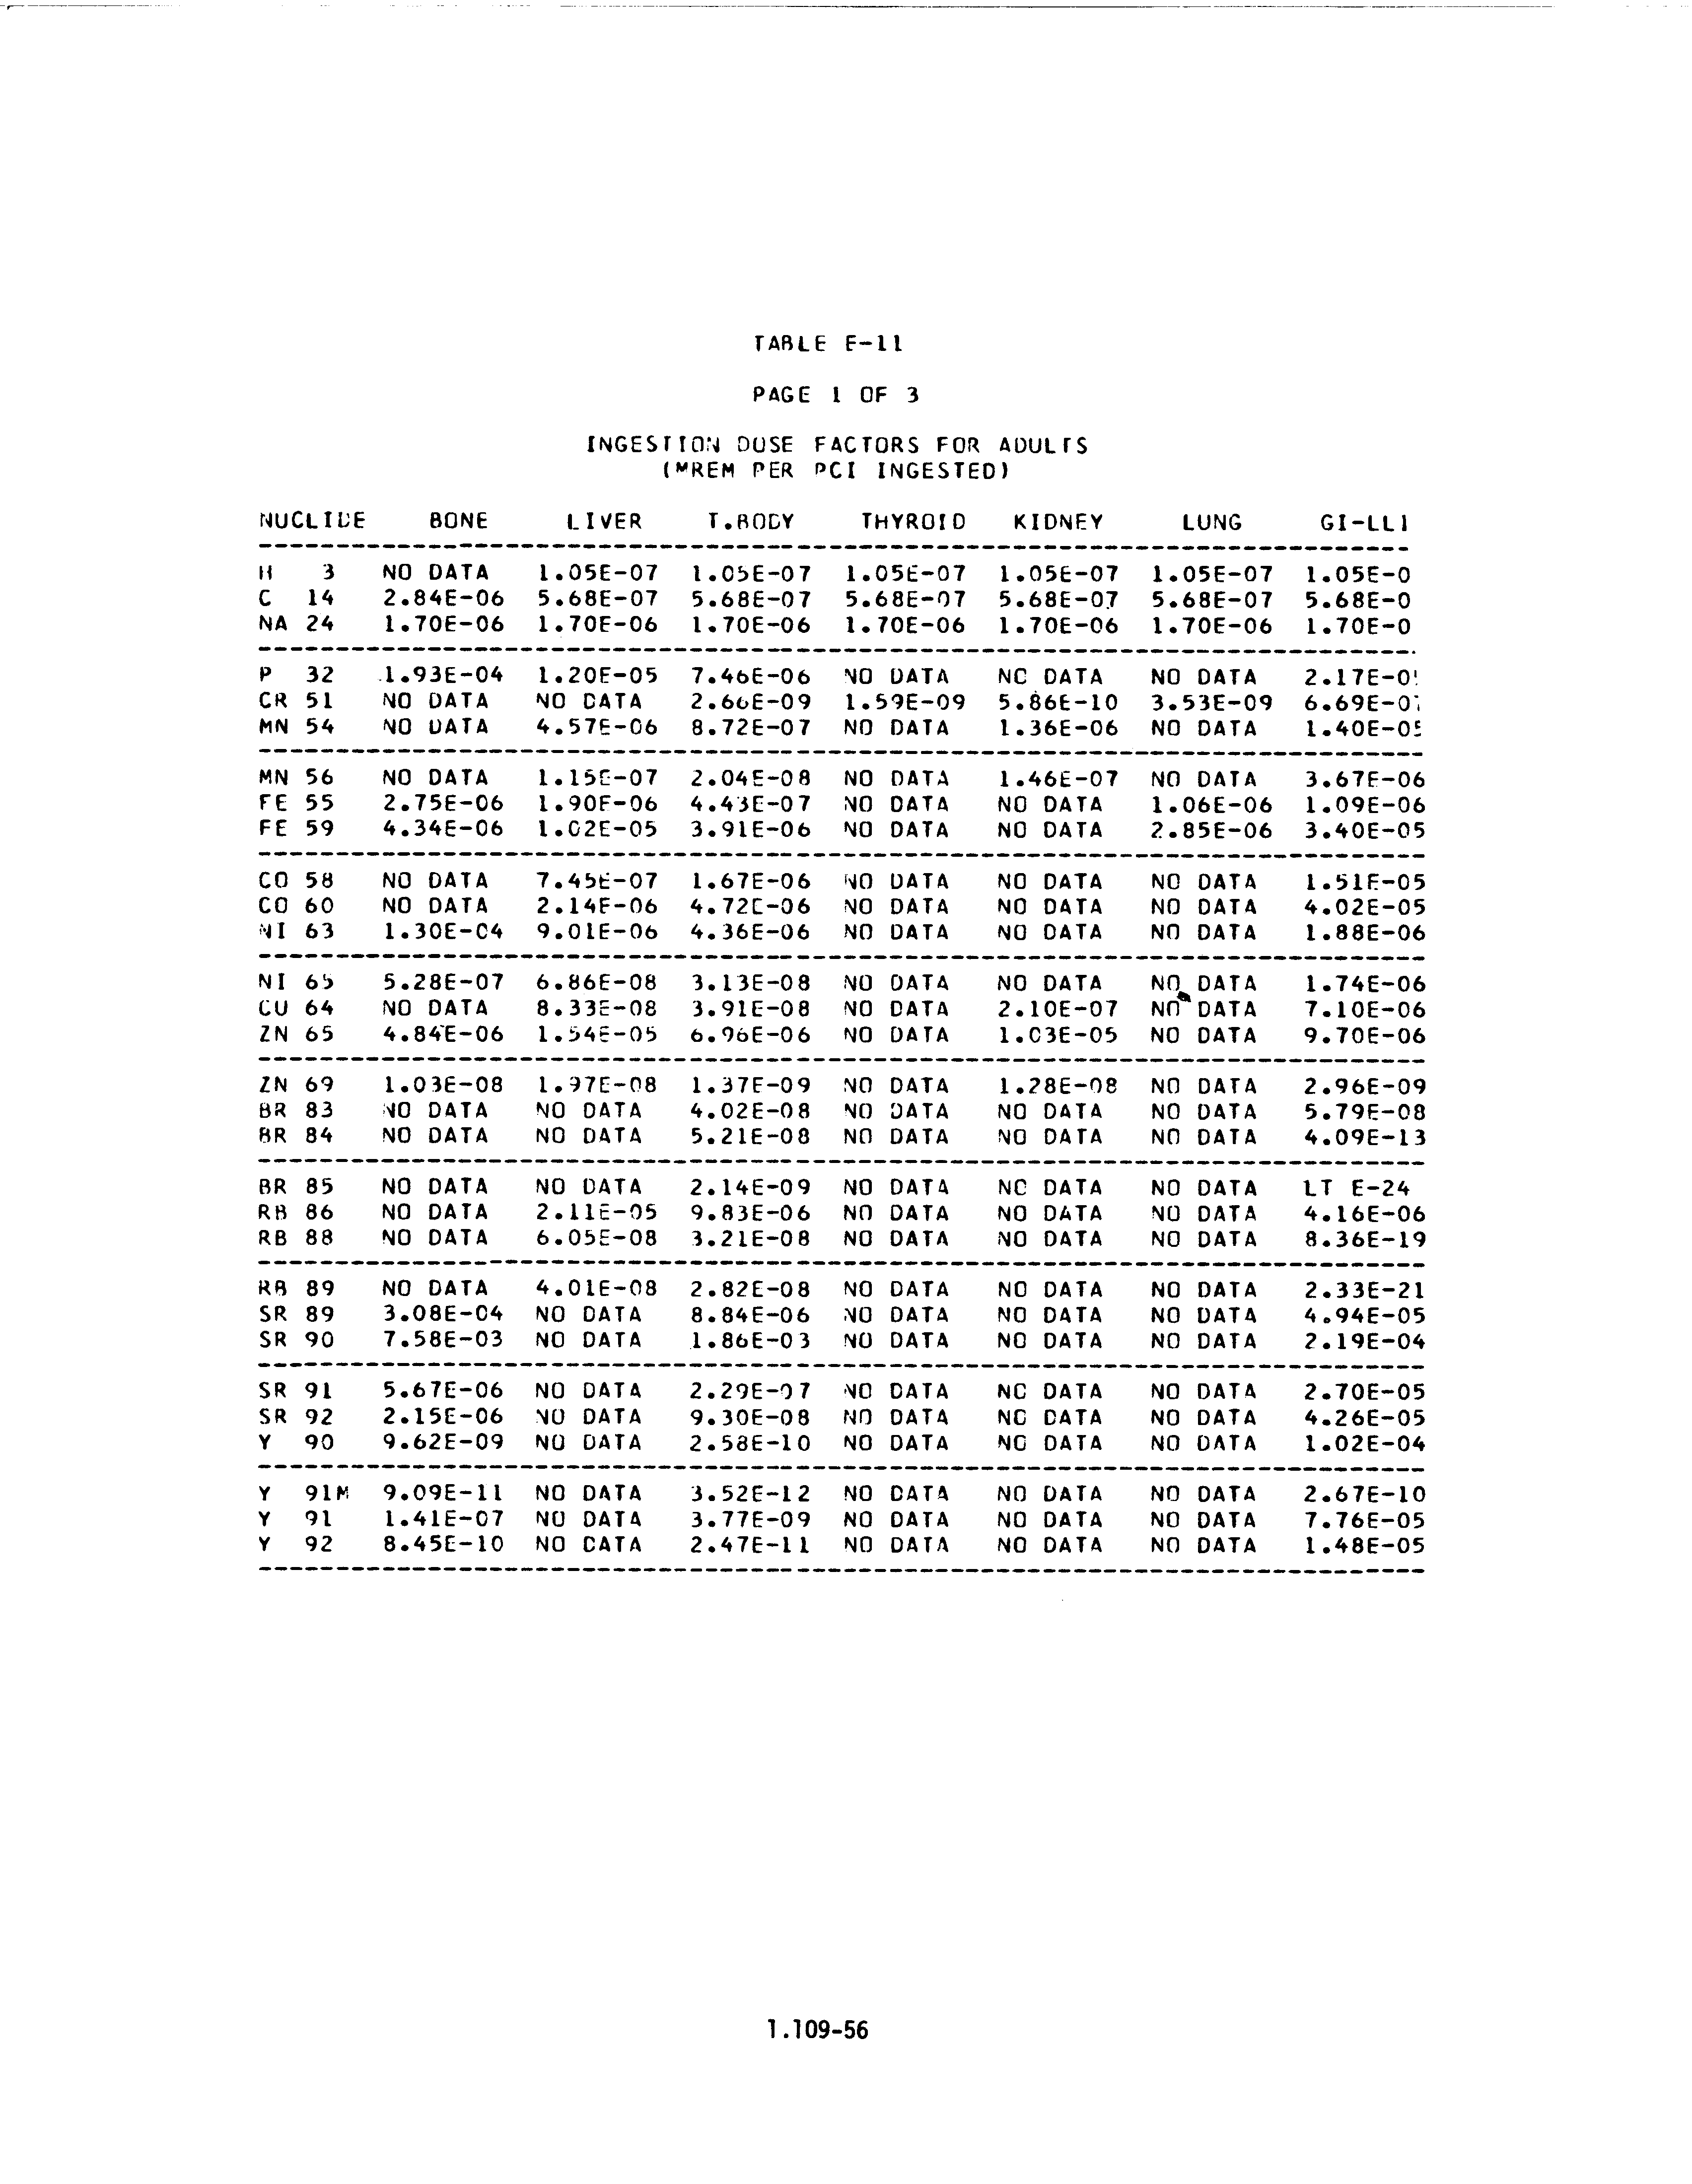 TABLE E-11
PAGE 1 OF 3
INGESTION DOSE FACTORS FOR ADULTS
(MREM PER PCI INGESTED)
NUCLIDE BONE LIVER T.BODY THYROID KIDNEY LUNG GI-LLI
H 3 NO DATA 1.05E-07 1.05E-07 1.05E-07 1.05E-07 1.05E-07 1.05E-0
C 14 2.84E-06 5.68E-07 5.68E-07 5.68E-07 5.68E-07 5.68E-07 5.68E-0
NA 24 1.70E-06 1.70E-06 1.70E-06 1.70E-06 1.70E-06 1.70E-06 1.70E-0
P 32 1.93E-04 1.20E-05 7.46E-06 NO DATA NO DATA NO DATA 2.17E-0
CR 51 NO DATA NO DATA 2.66E-09 1.59E-09 5.86E-10 3.53E-09 6.69E-0
MN 54 NO DATA 4.57E-06 8.72E-07 NO DATA 1.36E-06 NO DATA 1.40E-05
MN 56 NO DATA 1.15E-07 2.04E-08 NO DATA 1.46E-07 NO DATA 3.67E-06
FE 55 2.75E-06 1.90E-06 4.43E-07 NO DATA NO DATA 1.06E-06 1.09E-06
FE 59 4.34E-06 1.02E-05 3.91E-06 NO DATA NO DATA 2.85E-06 3.40E-05
CO 58 NO DATA 7.45E-07 1.67E-06 NO DATA NO DATA NO DATA 1.51E-05
CO 60 NO DATA 2.14E-06 4.72E-06 NO DATA NO DATA NO DATA 4.02E-05
NI 63 1.30E-04 9.01E-06 4.36E-06 NO DATA NO DATA NO DATA 1.88E-06
NI 65 5.28E-07 6.86E-08 3.13E-08 NO DATA NO DATA NO DATA 1.74E-06
CU 64 NO DATA 8.33E-08 3.91E-08 NO DATA 2.10E-07 NO DATA 7.10E-06
ZN 65 4.84E-06 1.54E-05 6.96E-06 NO DATA 1.03E-05 NO DATA 9.70E-06
ZN 69 1.03E-08 1.97E-08 1.37E-09 NO DATA 1.28E-08 NO DATA 2.96E-09
BR 83 NO DATA NO DATA 4.02E-08 NO DATA NO DATA NO DATA 5.79E-08
BR 84 NO DATA NO DATA 5.21E-08 NO DATA NO DATA NO DATA 4.09E-13
BR 85 NO DATA NO DATA 2.14E-09 NO DATA NO DATA NO DATA LT E-24
RB 86 NO DATA 2.11E-05 9.83E-06 NO DATA NO DATA NO DATA 4.16E-06
RB 88 NO DATA 6.05E-08 3.21E-08 NO DATA NO DATA NO DATA 8.36E-19
RB 89 NO DATA 4.01E-08 2.82E-08 NO DATA NO DATA NO DATA 2.33E-21
SR 89 3.08E-04 NO DATA 8.84E-06 NO DATA NO DATA NO DATA 4.94E-05
SR 90 7.58E-03 NO DATA 1.86E-03 NO DATA NO DATA NO DATA 2.19E-04
SR 91 5.67E-06 NO DATA 2.29E-07 NO DATA NO DATA NO DATA 2.70E-05
SR 92 2.15E-06 NO DATA 9.30E-08 NO DATA NO DATA NO DATA 4.26E-05
Y 90 9.62E-09 NO DATA 2.58E-10 NO DATA NO DATA NO DATA 1.02E-04
Y 91M 9.09E-11 NO DATA 3.52E-12 NO DATA NO DATA NO DATA 2.67E-10
Y 91 1.41E-07 NO DATA 3.77E-09 NO DATA NO DATA NO DATA 7.76E-05
Y 92 8.45E-10 NO DATA 2.47E-11 NO DATA NO DATA NO DATA 1.48E-05
1.109-56